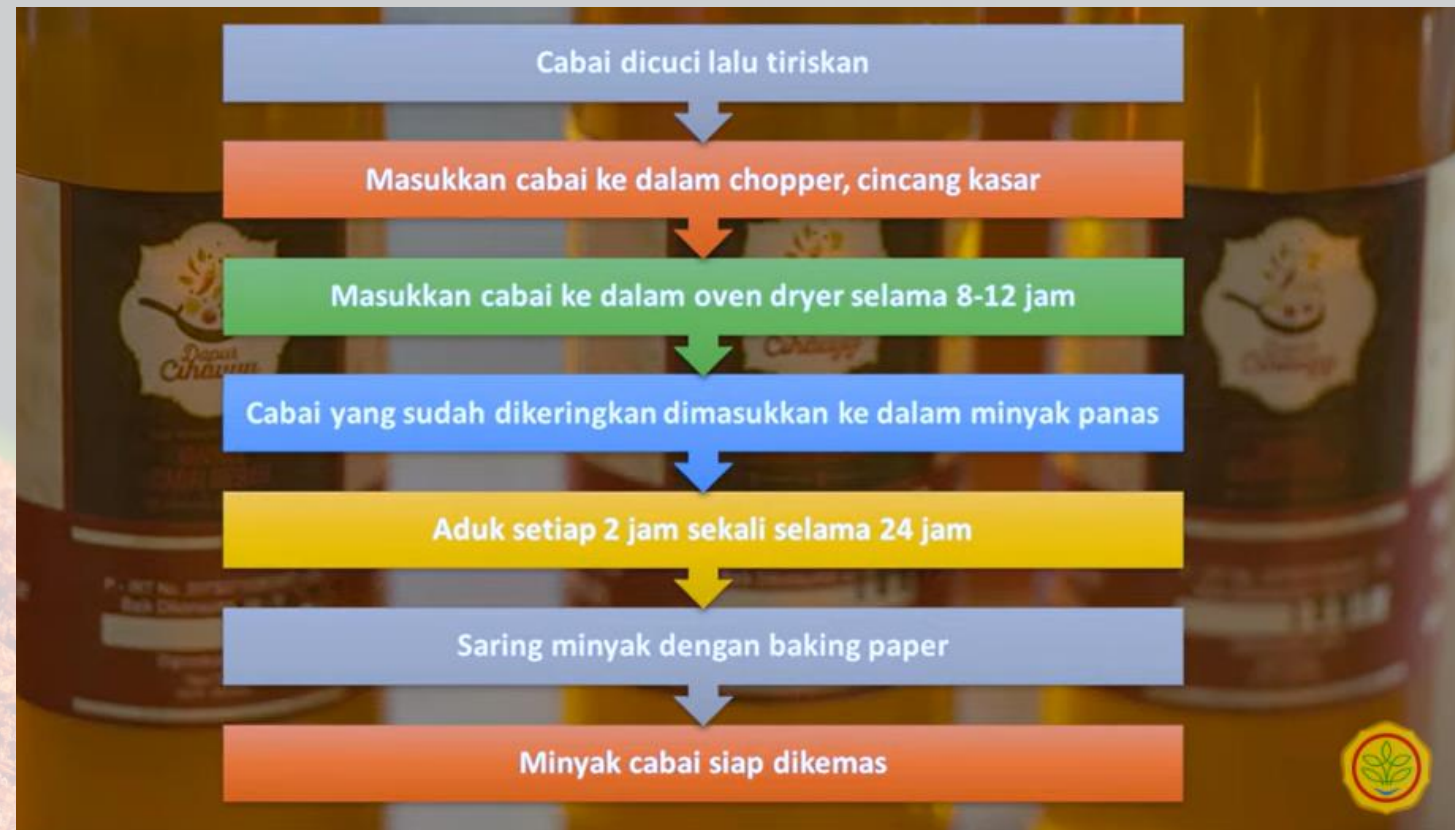 Cabai dicuci lalu tiriskan
Masukkan cabai ke dalam chopper, cincang kasar
Masukkan cabai ke dalam oven dryer selama 8-12 jam
Cabai yang sudah dikeringkan dimasukkan ke dalam minyak panas
Aduk setiap 2 jam sekali selama 24 jam
Saring minyak dengan baking paper
Minyak cabai siap dikemas
Dapur